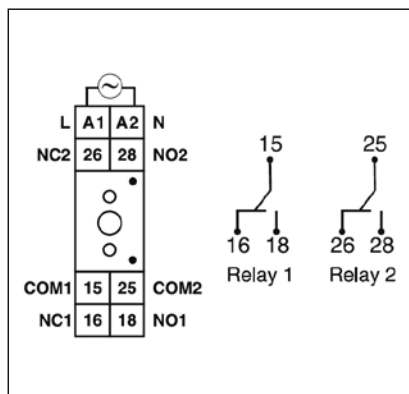 L A1 A2 N
NC2 26 28 NO2
COM1 15 25 COM2
NC1 16 18 NO1
15
16 18
Relay 1
25
26 28
Relay 2